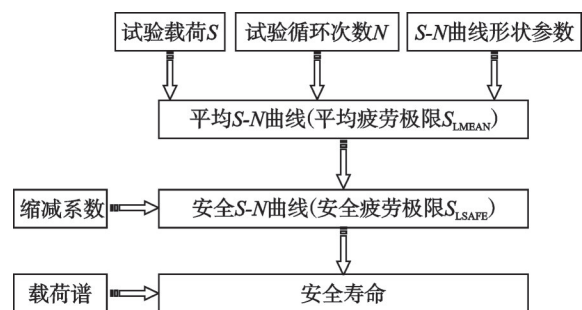 试验载荷S 试验循环次数N S-N曲线形状参数
平均S-N曲线(平均疲劳极限S_LMEAN)
缩减系数 安全S-N曲线(安全疲劳极限S_LSAFE)
载荷谱 安全寿命